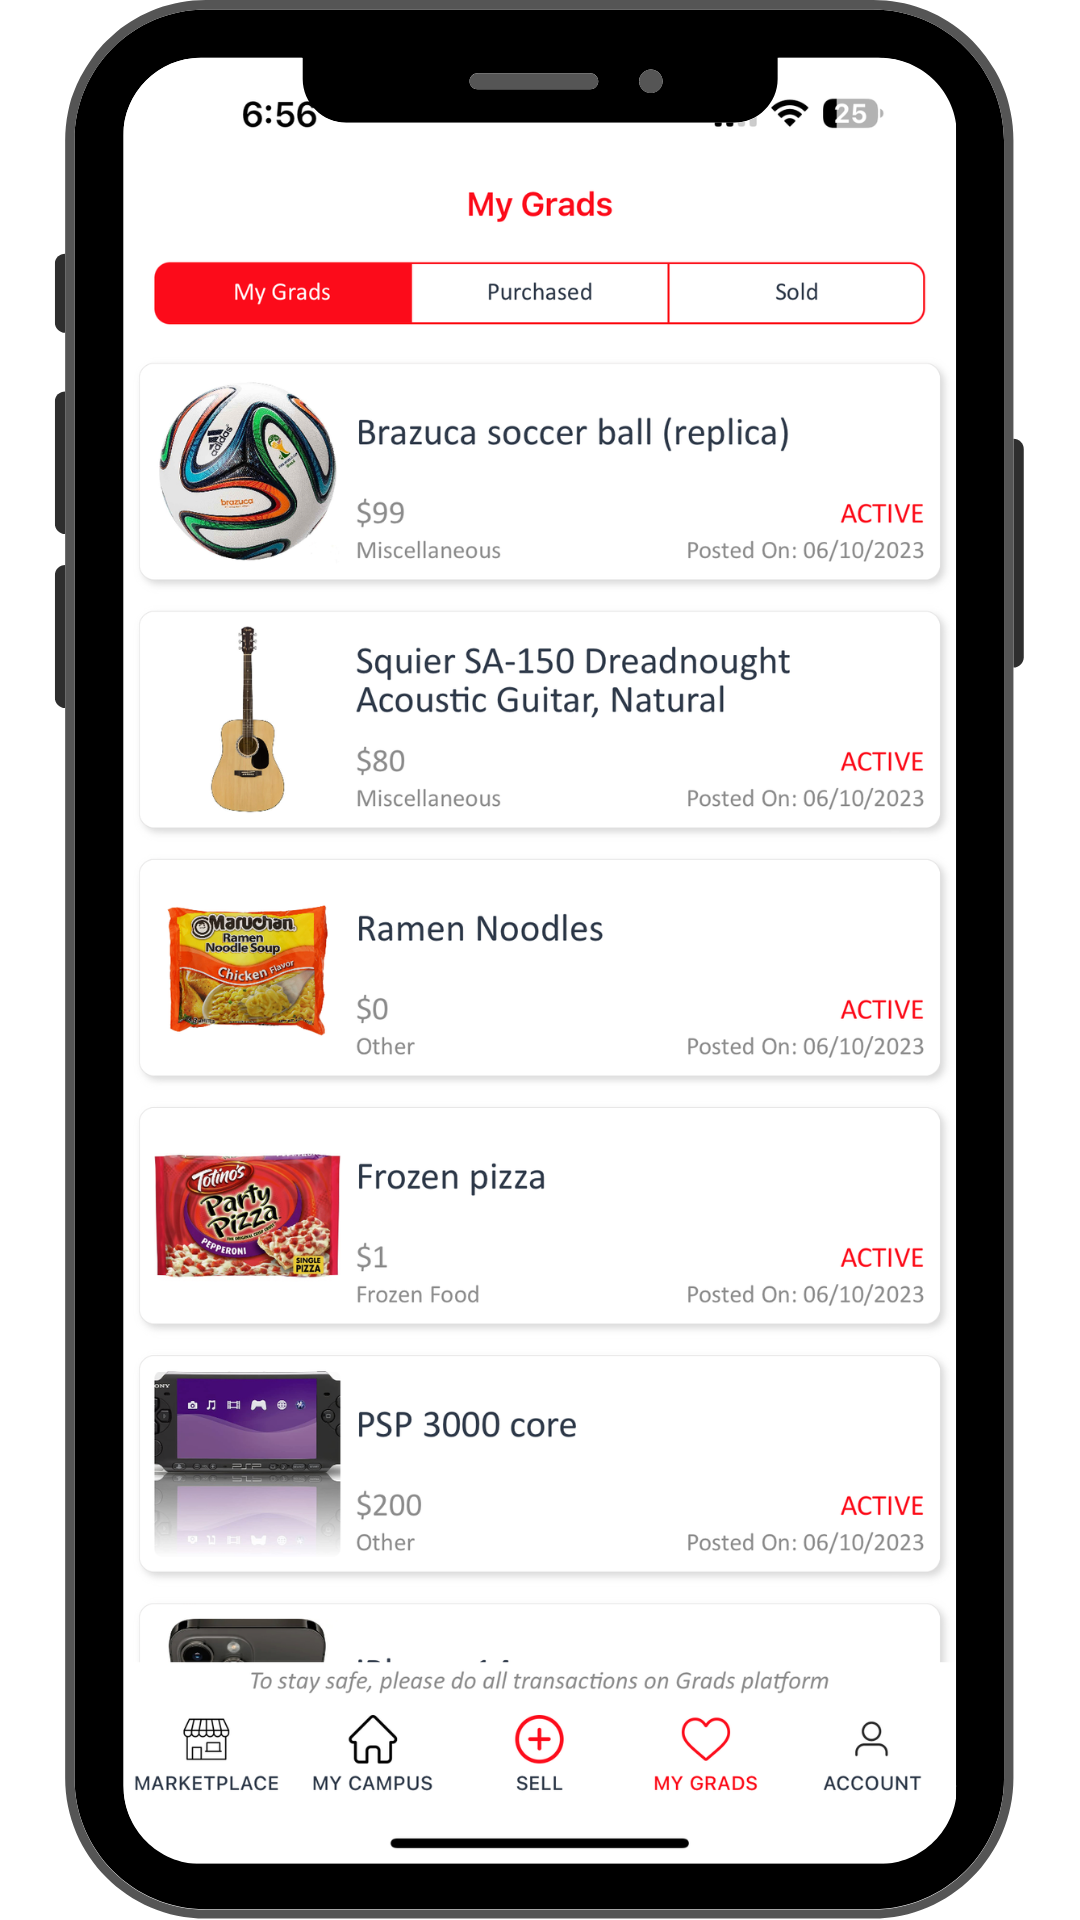 6:56
25
My Grads
My Grads
Purchased
Sold
adidas
brazuca
Brazuca soccer ball (replica)
$99
ACTIVE
Miscellaneous
Posted On: 06/10/2023
Squier SA-150 Dreadnought
Acoustic Guitar, Natural
$80
ACTIVE
Miscellaneous
Posted On: 06/10/2023
Maruchan
Ramen
Noodle Soup
Chicken Flavor
Ramen Noodles
$0
ACTIVE
Other
Posted On: 06/10/2023
Totino's
Party
Pizza
PEPPERONI
SINGLE
PIZZA
Frozen pizza
$1
ACTIVE
Frozen Food
Posted On: 06/10/2023
PSP
PSP 3000 core
$200
ACTIVE
Other
Posted On: 06/10/2023
To stay safe, please do all transactions on Grads platform
MARKETPLACE
MY CAMPUS
SELL
MY GRADS
ACCOUNT